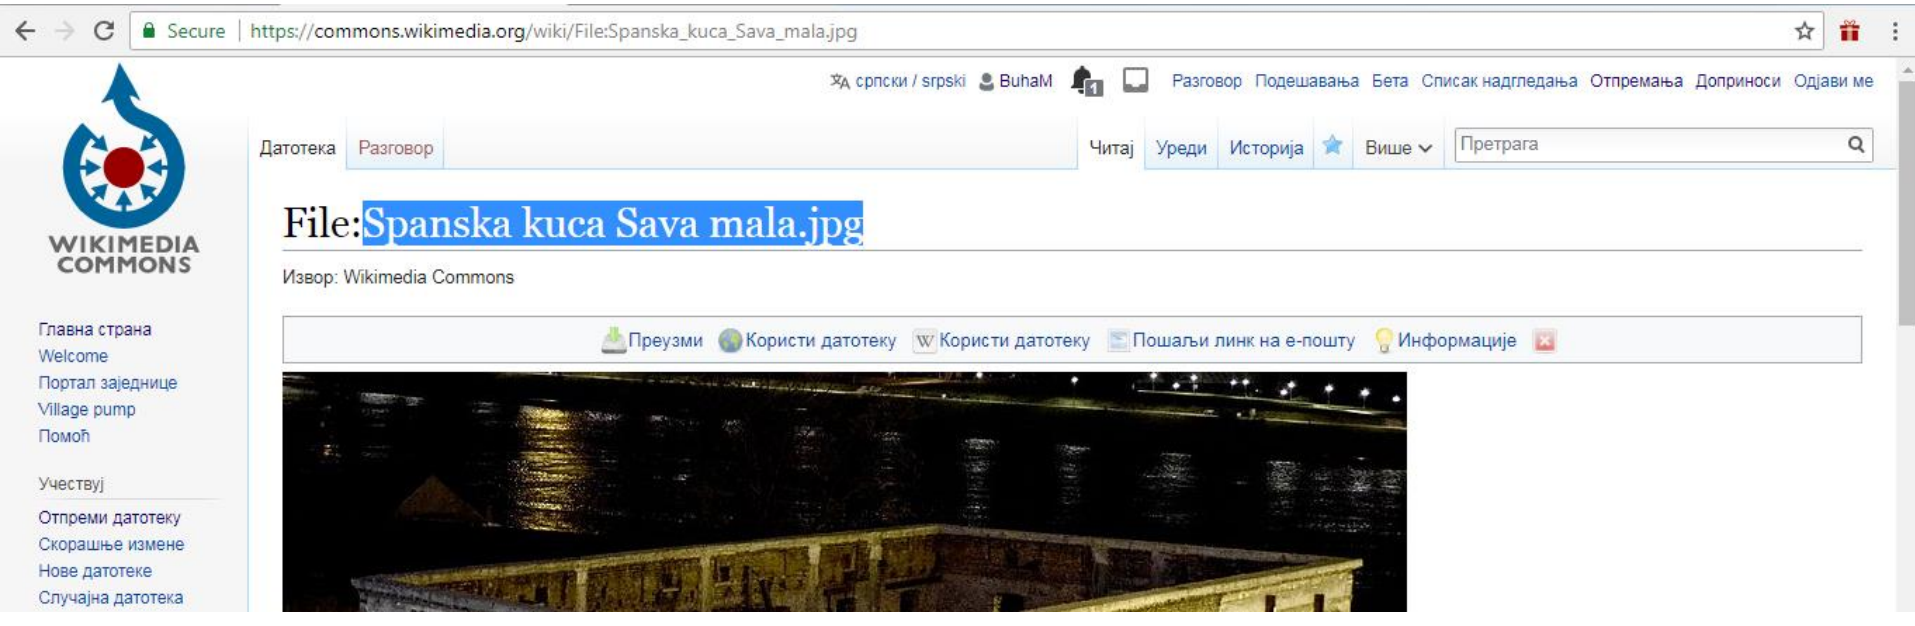 Secure | https://commons.wikimedia.org/wiki/File:Spanska_kuca_Sava_mala.jpg
српски / srpski BuhaM 1 Разговор Подешавања Бета Списак надгледања Отпремања Доприноси Одјави ме
Датотека Разговор Читај Уреди Историја Више Претрага
File:Spanska kuca Sava mala.jpg
WIKIMEDIA
COMMONS
Извор: Wikimedia Commons
Преузми Користи датотеку W Користи датотеку Пошаљи линк на е-пошту Информације
Главна страна
Welcome
Портал заједнице
Village pump
Помоћ
Учествуј
Отпреми датотеку
Скорашње измене
Нове датотеке
Случајна датотека